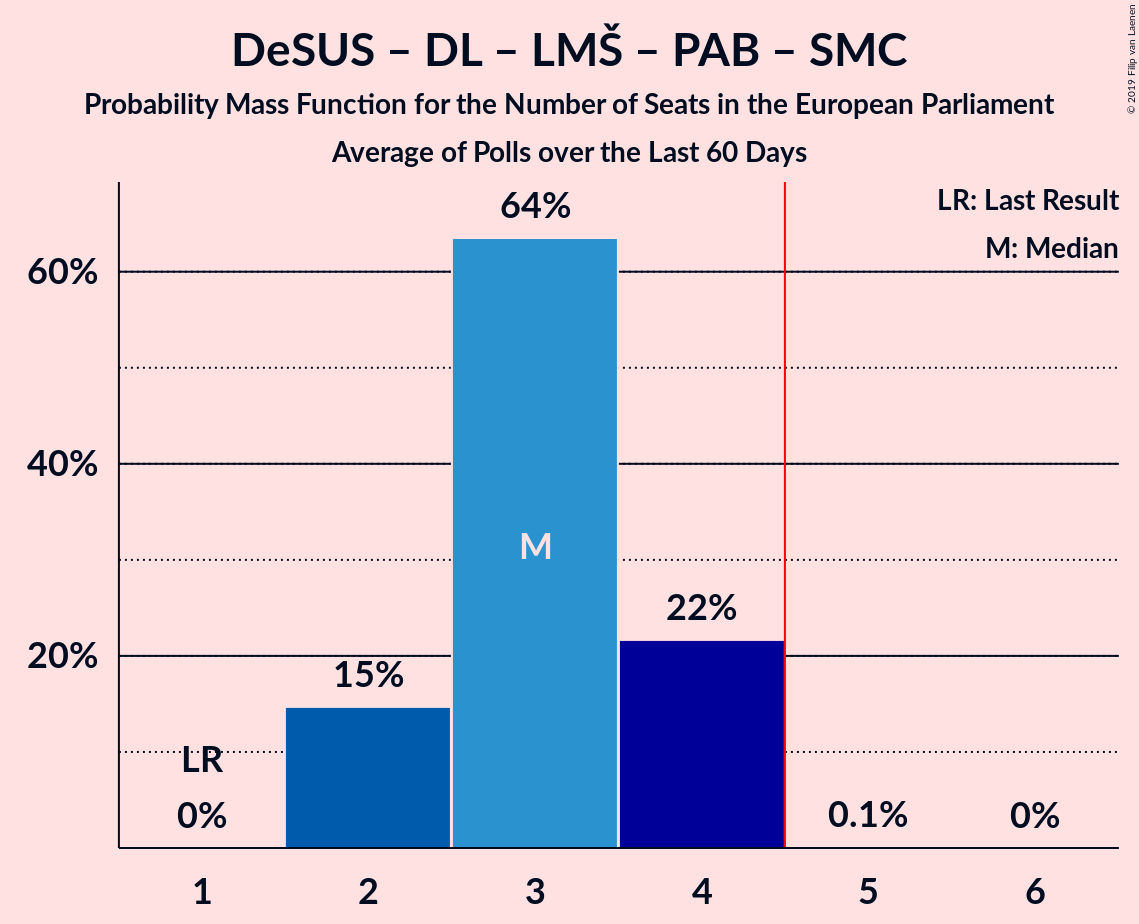 DeSUS – DL – LMŠ – PAB – SMC
Probability Mass Function for the Number of Seats in the European Parliament
Average of Polls over the Last 60 Days
© 2019 Filip van Laenen
LR: Last Result
M: Median
64%
60%
40%
M
22%
20%
15%
LR
0%
0.1%
0%
1 2 3 4 5 6